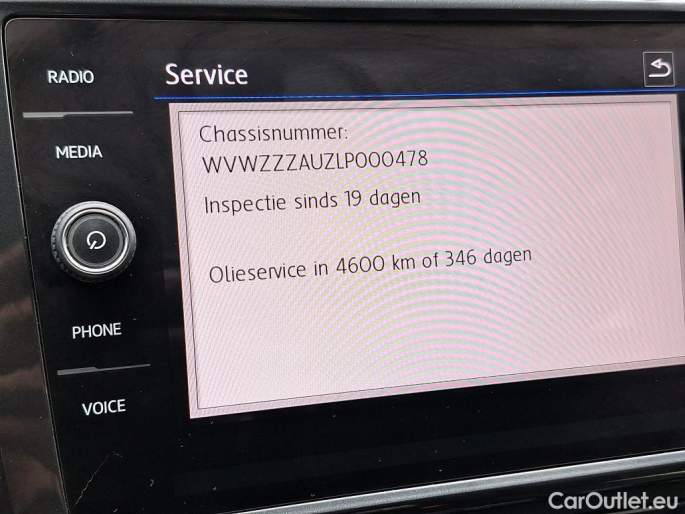 RADIO
Service
MEDIA
Chassisnummer:
WVWZZZAUZLP000478
Inspectie sinds 19 dagen
Olieservice in 4600 km of 346 dagen
PHONE
VOICE
CarOutlet.eu